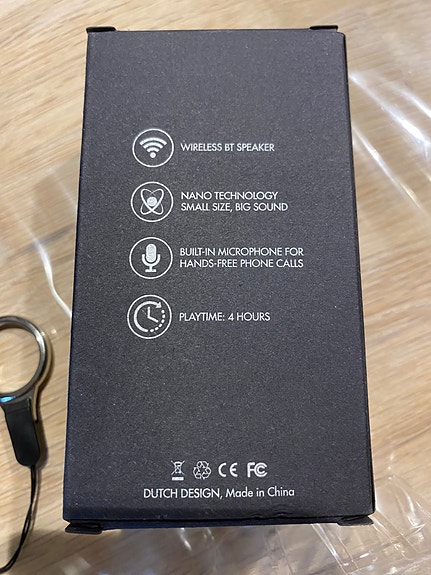 WIRELESS BT SPEAKER
NANO TECHNOLOGY
SMALL SIZE, BIG SOUND
BUILT-IN MICROPHONE FOR
HANDS-FREE PHONE CALLS
PLAYTIME: 4 HOURS
CE FC
DUTCH DESIGN, Made in China